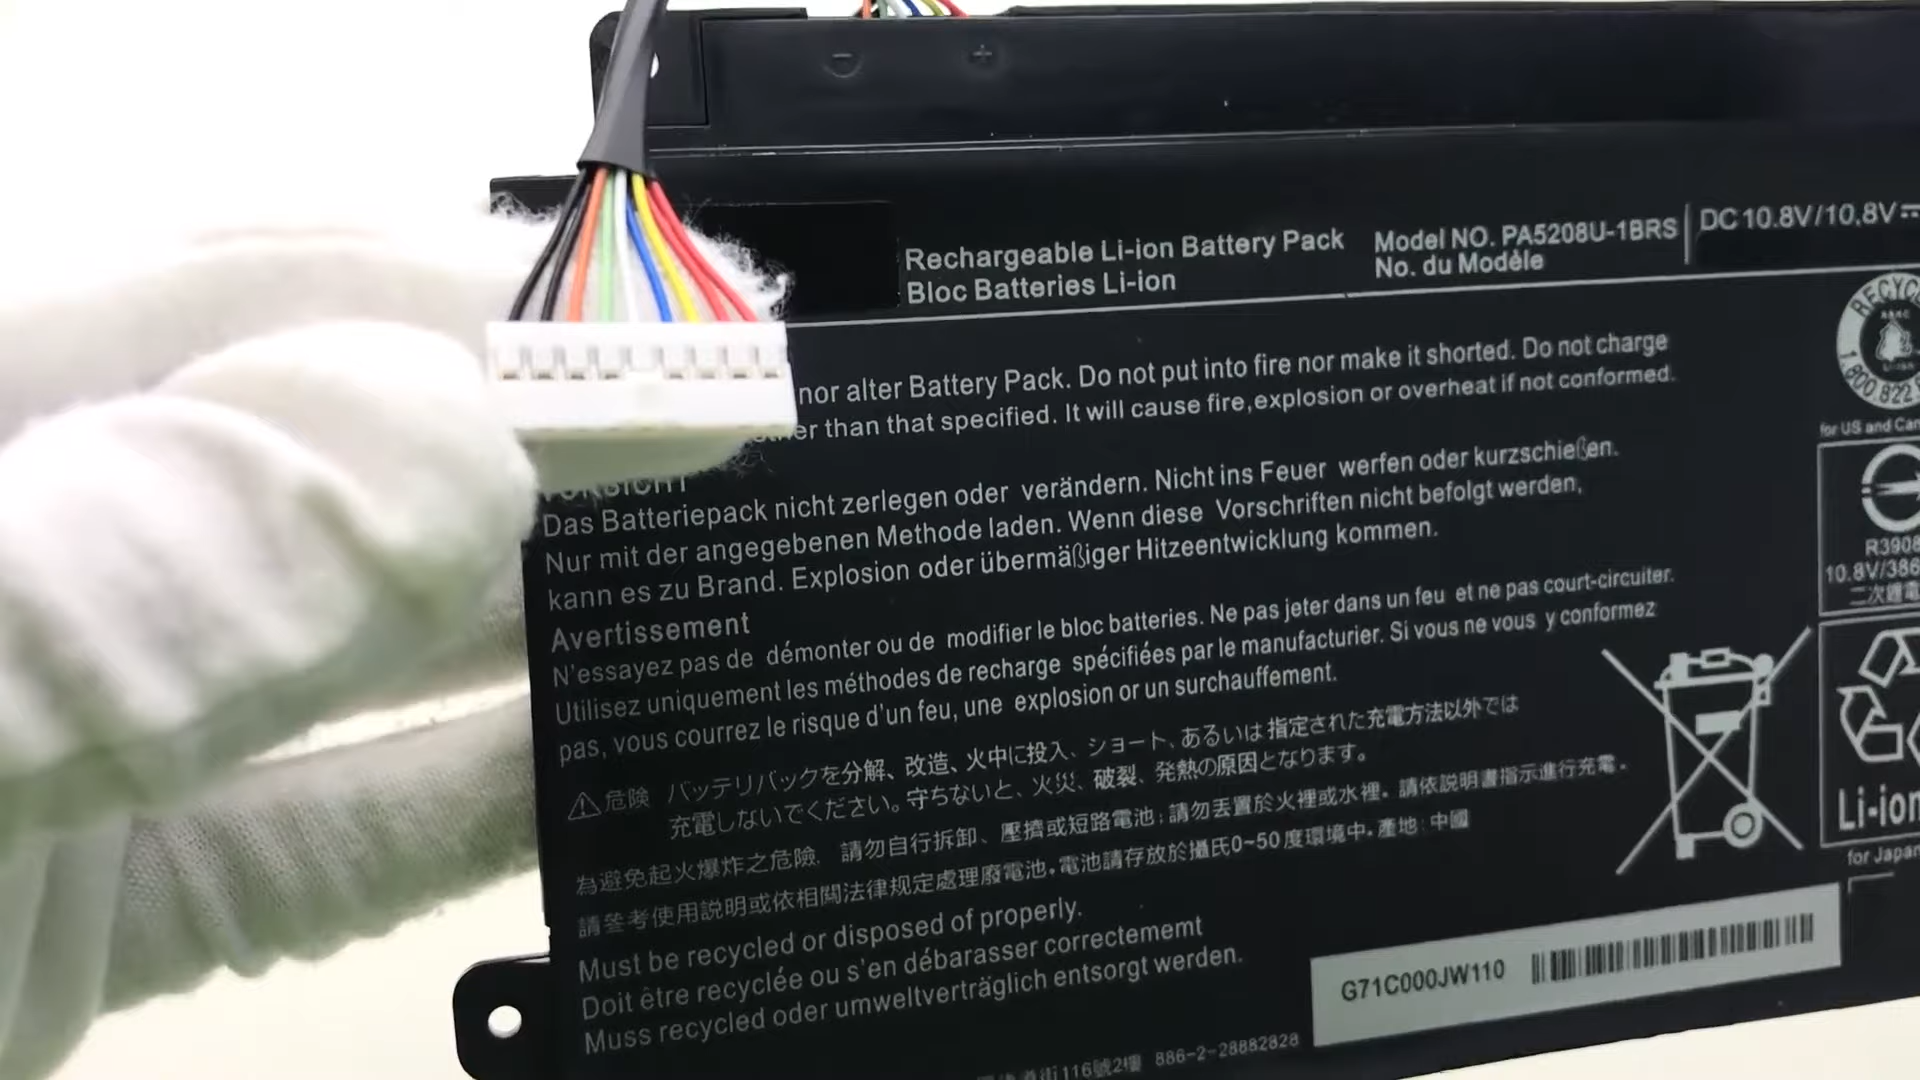 Rechargeable Li-ion Battery Pack
Bloc Batteries Li-ion
Model NO. PA5208U-1BRS
No. du Modèle
DC 10.8V/10,8V
nor alter Battery Pack. Do not put into fire nor make it shorted. Do not charge
than that specified. It will cause fire,explosion or overheat if not conformed.
Das Batteriepack nicht zerlegen oder verändern. Nicht ins Feuer werfen oder kurzschießen.
Nur mit der angegebenen Methode laden. Wenn diese Vorschriften nicht befolgt werden,
kann es zu Brand. Explosion oder übermäßiger Hitzeentwicklung kommen.
Avertissement
N'essayez pas de démonter ou de modifier le bloc batteries. Ne pas jeter dans un feu et ne pas court-circuiter.
Utilisez uniquement les méthodes de recharge spécifiées par le manufacturier. Si vous ne vous y conformez
pas, vous courrez le risque d'un feu, une explosion or un surchauffement.
危険 バッテリパックを分解、改造、火中に投入、ショート、あるいは指定された充電方法以外では
充電しないでください。守ちないと、火災、破裂、発熱の原因となります。
為避免起火爆炸之危險, 請勿自行拆卸、壓擠或短路電池;請勿丟置於火裡或水裡。請依説明書指示進行充電。
請參考使用説明或依相關法律规定處理廢電池。電池請存放於攝氏0~50度環境中。產地:中國
Must be recycled or disposed of properly.
Doit être recyclée ou s'en débarasser correctememt
Muss recycled oder umweltverträglich entsorgt werden.
116號2樓 886-2-28882828
G71C000JW110
RECYCLE
1.800.822
for US and Can
R3908
10.8V/386
二次鋰電
Li-ion
for Japan